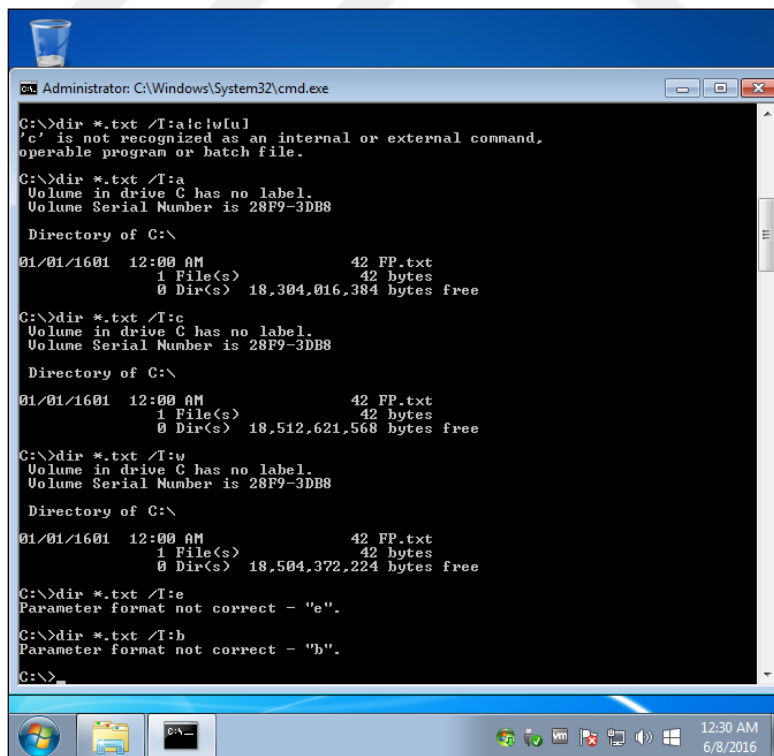 Administrator: C:\Windows\System32\cmd.exe
C:\>dir *.txt /T:a|c|w[u]
'c' is not recognized as an internal or external command,
operable program or batch file.
C:\>dir *.txt /T:a
Volume in drive C has no label.
Volume Serial Number is 28F9-3DB8
Directory of C:\
01/01/1601 12:00 AM 42 FP.txt
1 File(s) 42 bytes
0 Dir(s) 18,304,016,384 bytes free
C:\>dir *.txt /T:c
Volume in drive C has no label.
Volume Serial Number is 28F9-3DB8
Directory of C:\
01/01/1601 12:00 AM 42 FP.txt
1 File(s) 42 bytes
0 Dir(s) 18,512,621,568 bytes free
C:\>dir *.txt /T:w
Volume in drive C has no label.
Volume Serial Number is 28F9-3DB8
Directory of C:\
01/01/1601 12:00 AM 42 FP.txt
1 File(s) 42 bytes
0 Dir(s) 18,504,372,224 bytes free
C:\>dir *.txt /T:e
Parameter format not correct - "e".
C:\>dir *.txt /T:b
Parameter format not correct - "b".
C:\>_
12:30 AM
6/8/2016